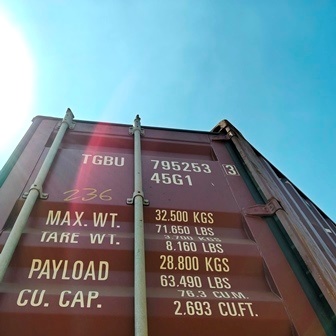 TGBU 795253 3
45G1
236
MAX. WT. 32.500 KGS
71.650 LBS
TARE WT. 3.700 KGS
8.160 LBS
PAYLOAD 28.800 KGS
63.490 LBS
CU. CAP. 76.3 CU.M.
2.693 CU.FT.